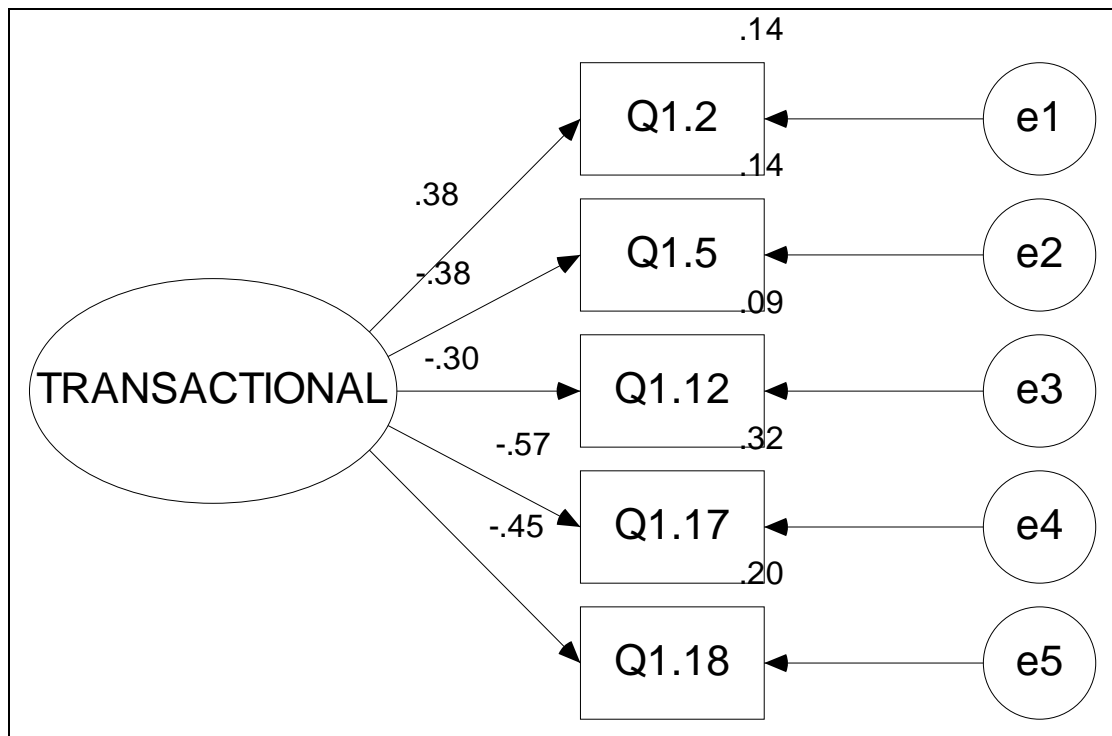 .14
Q1.2
e1
.14
.38
Q1.5
e2
-.38
.09
-.30
TRANSACTIONAL
Q1.12
e3
.32
-.57
Q1.17
e4
-.45
.20
Q1.18
e5